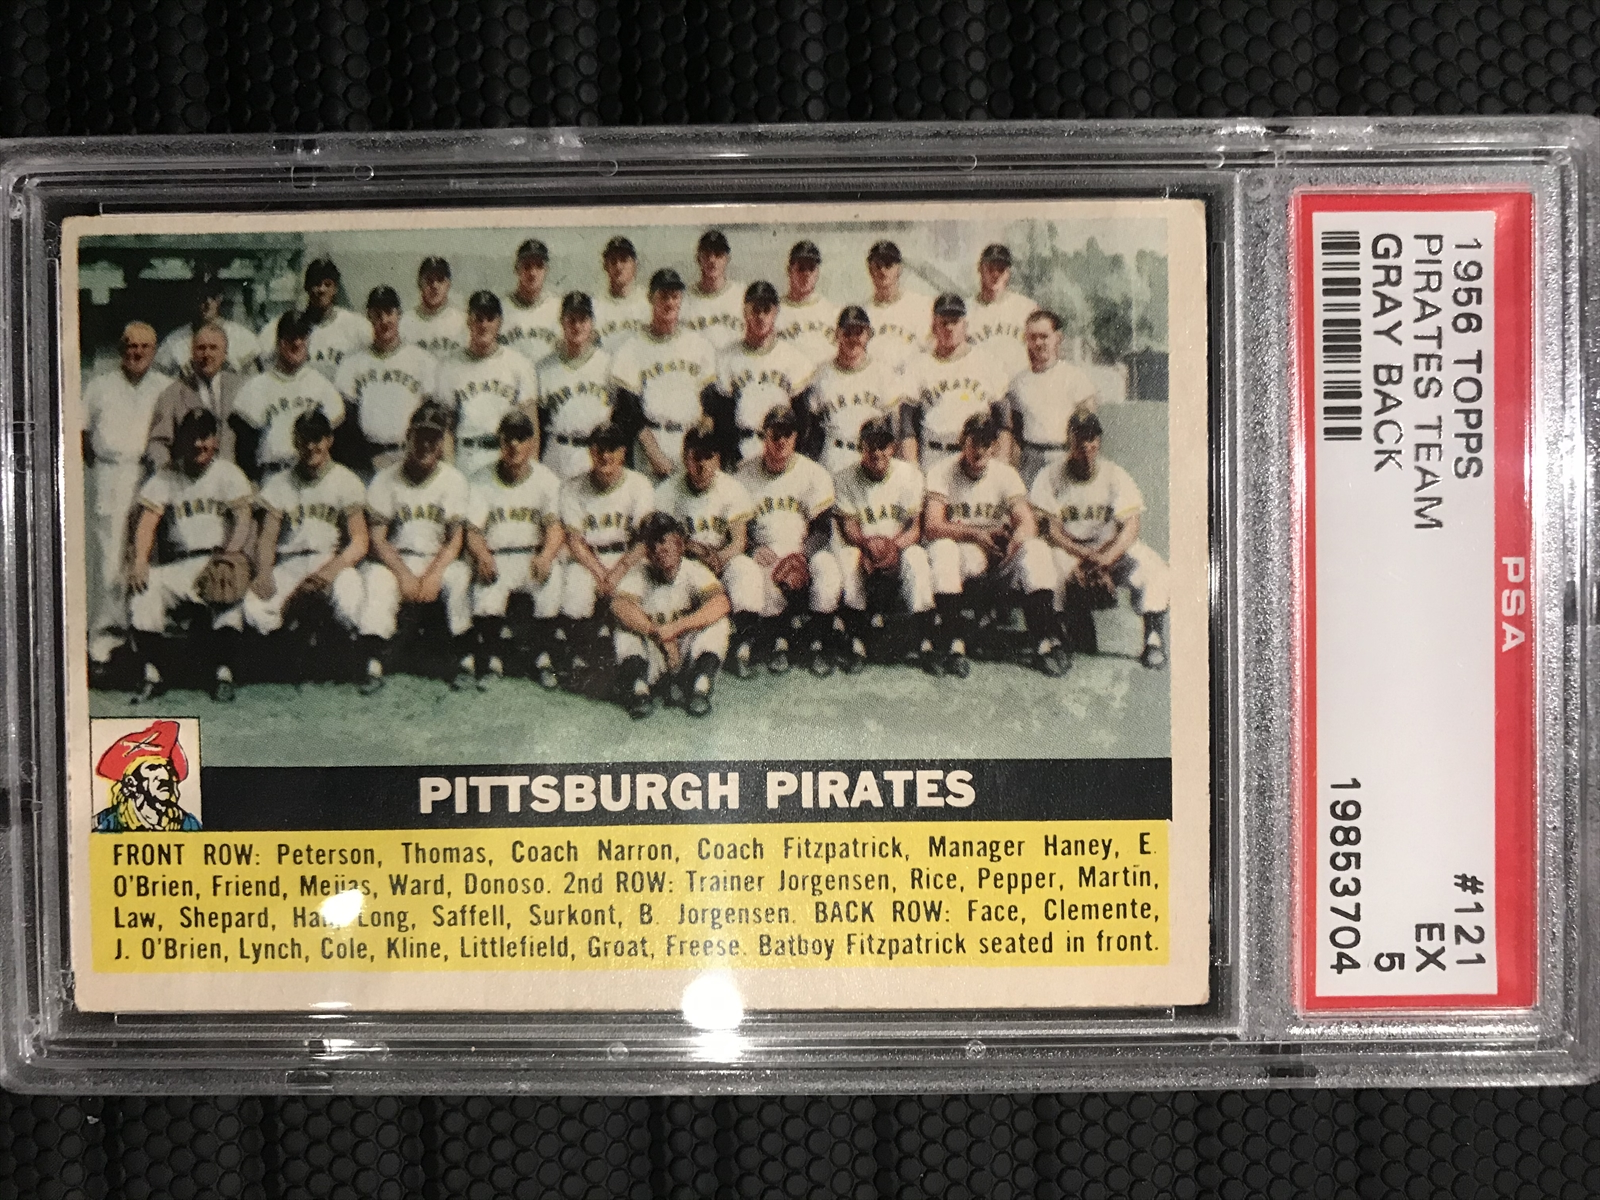 PITTSBURGH PIRATES
FRONT ROW: Peterson, Thomas, Coach Narron, Coach Fitzpatrick, Manager Haney, E.
O'Brien, Friend, Mejias, Ward, Donoso. 2nd ROW: Trainer Jorgensen, Rice, Pepper, Martin,
Law, Shepard, Long, Saffell, Surkont, B. Jorgensen. BACK ROW: Face, Clemente,
J. O'Brien, Lynch, Cole, Kline, Littlefield, Groat, Freese. Batboy Fitzpatrick seated in front.
PSA
1956 TOPPS #121
PIRATES TEAM EX
GRAY BACK 5
19853704